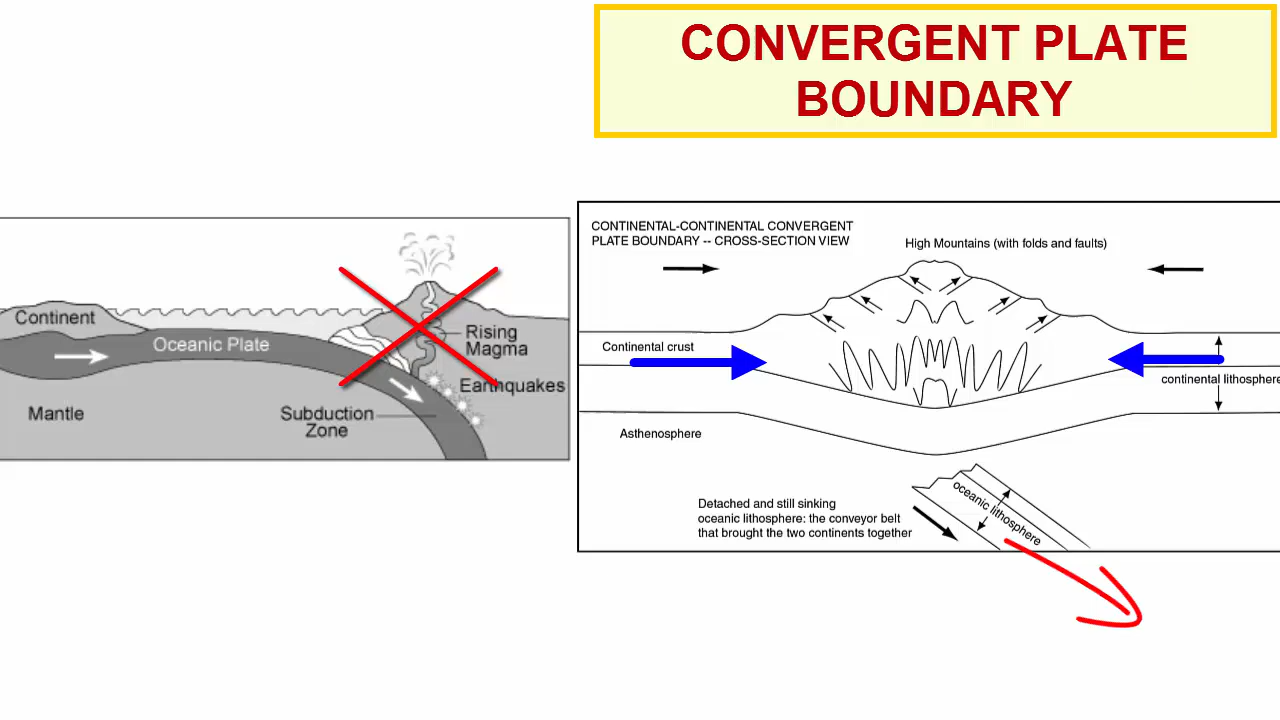 CONVERGENT PLATE
BOUNDARY
Continent
Oceanic Plate
Rising
Magma
Earthquakes
Mantle
Subduction
Zone
CONTINENTAL-CONTINENTAL CONVERGENT
PLATE BOUNDARY -- CROSS-SECTION VIEW
High Mountains (with folds and faults)
Continental crust
continental lithosphere
Asthenosphere
oceanic lithosphere
Detached and still sinking
oceanic lithosphere: the conveyor belt
that brought the two continents together